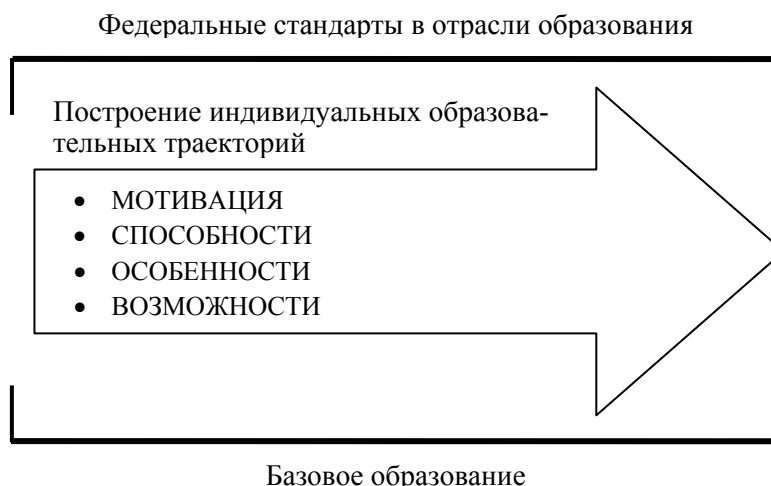 Федеральные стандарты в отрасли образования
Построение индивидуальных образова-
тельных траекторий
• МОТИВАЦИЯ
• СПОСОБНОСТИ
• ОСОБЕННОСТИ
• ВОЗМОЖНОСТИ
Базовое образование